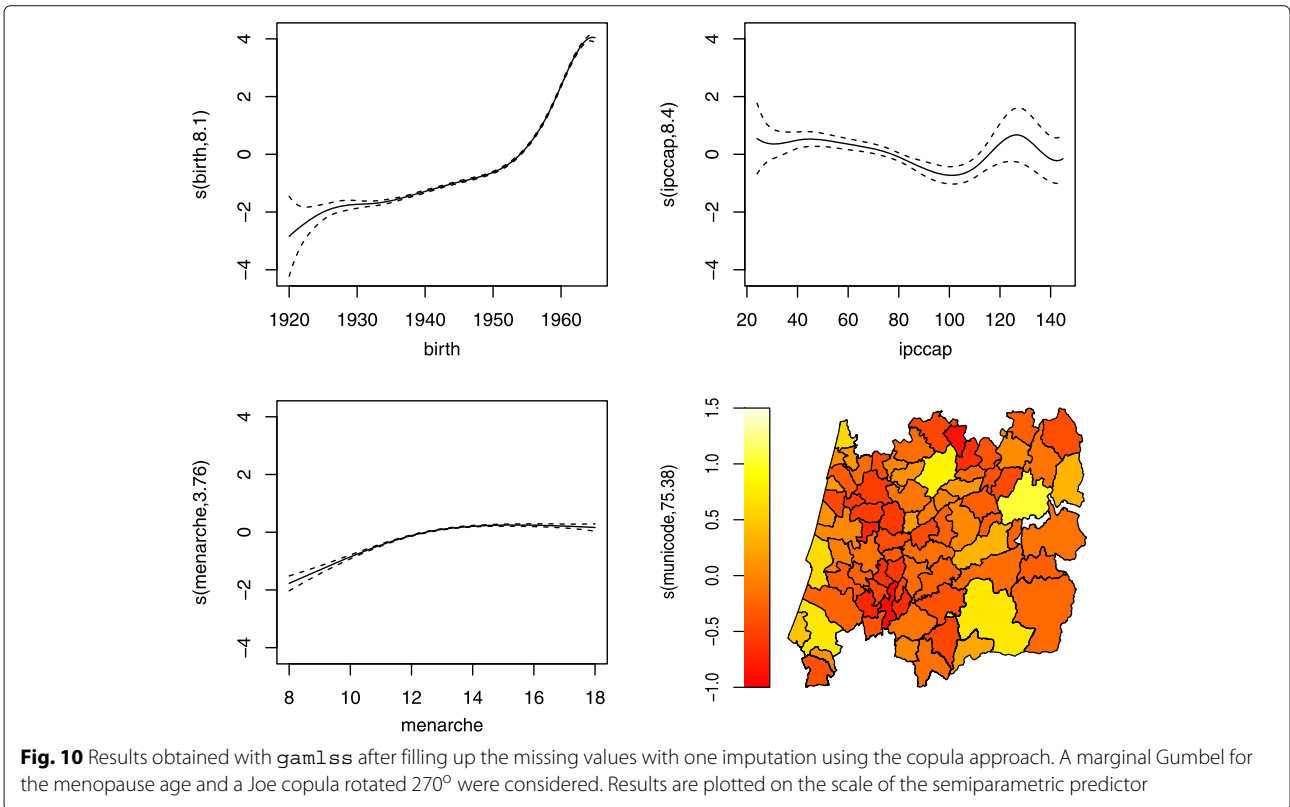 s(birth,8.1)
4
2
0
−2
−4
1920 1930 1940 1950 1960
birth
s(ipccap,8.4)
4
2
0
−2
−4
20 40 60 80 100 120 140
ipccap
s(menarche,3.76)
4
2
0
−2
−4
8 10 12 14 16 18
menarche
s(municode,75.38)
1.5
1.0
0.5
0.0
−0.5
−1.0
Fig. 10 Results obtained with gamlss after filling up the missing values with one imputation using the copula approach. A marginal Gumbel for
the menopause age and a Joe copula rotated 270° were considered. Results are plotted on the scale of the semiparametric predictor